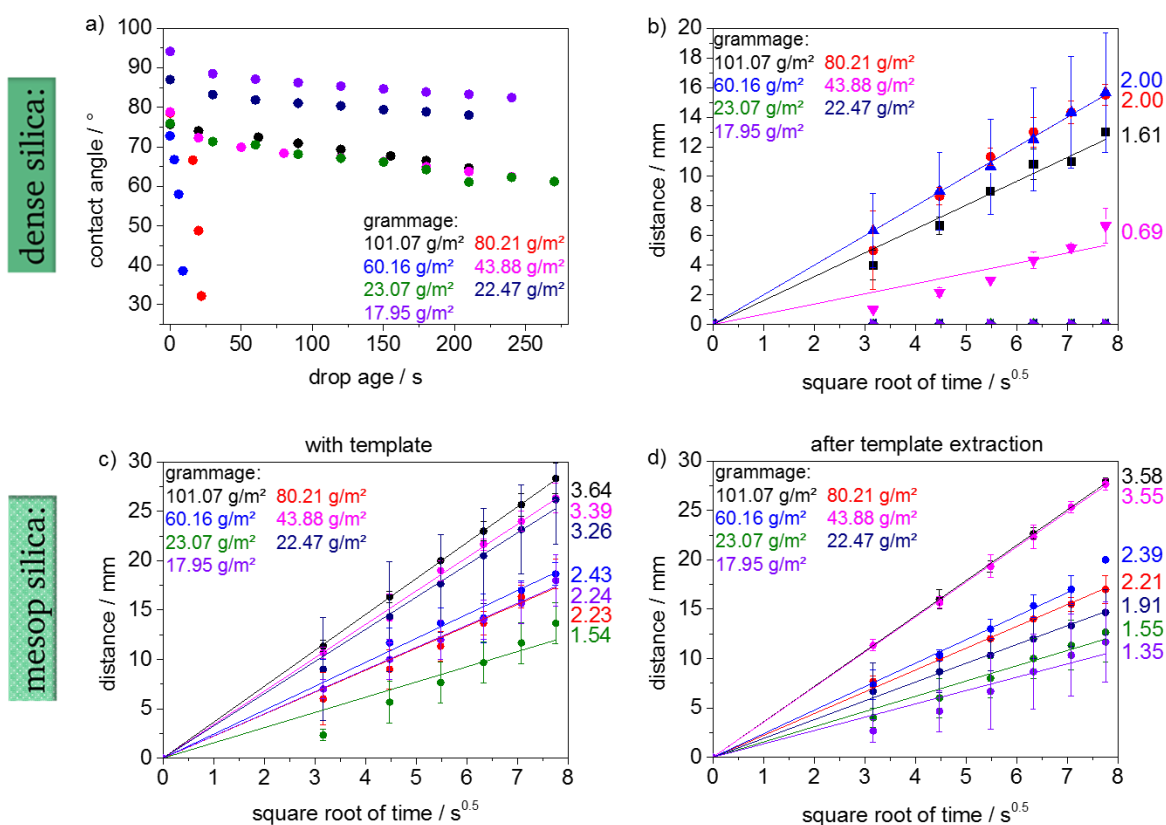 dense silica:
a)
100
90
80
70
60
50
40
30
contact angle / °
grammage:
101.07 g/m² 80.21 g/m²
60.16 g/m² 43.88 g/m²
23.07 g/m² 22.47 g/m²
17.95 g/m²
0 50 100 150 200 250
drop age / s
b)
20
18
16
14
12
10
8
6
4
2
0
distance / mm
grammage:
101.07 g/m² 80.21 g/m²
60.16 g/m² 43.88 g/m²
23.07 g/m² 22.47 g/m²
17.95 g/m²
2.00
2.00
1.61
0.69
0 1 2 3 4 5 6 7 8
square root of time / s^0.5
mesop silica:
with template
c)
30
25
20
15
10
5
0
distance / mm
grammage:
101.07 g/m² 80.21 g/m²
60.16 g/m² 43.88 g/m²
23.07 g/m² 22.47 g/m²
17.95 g/m²
3.64
3.39
3.26
2.43
2.24
2.23
1.54
0 1 2 3 4 5 6 7 8
square root of time / s^0.5
after template extraction
d)
30
25
20
15
10
5
0
distance / mm
grammage:
101.07 g/m² 80.21 g/m²
60.16 g/m² 43.88 g/m²
23.07 g/m² 22.47 g/m²
17.95 g/m²
3.58
3.55
2.39
2.21
1.91
1.55
1.35
0 1 2 3 4 5 6 7 8
square root of time / s^0.5